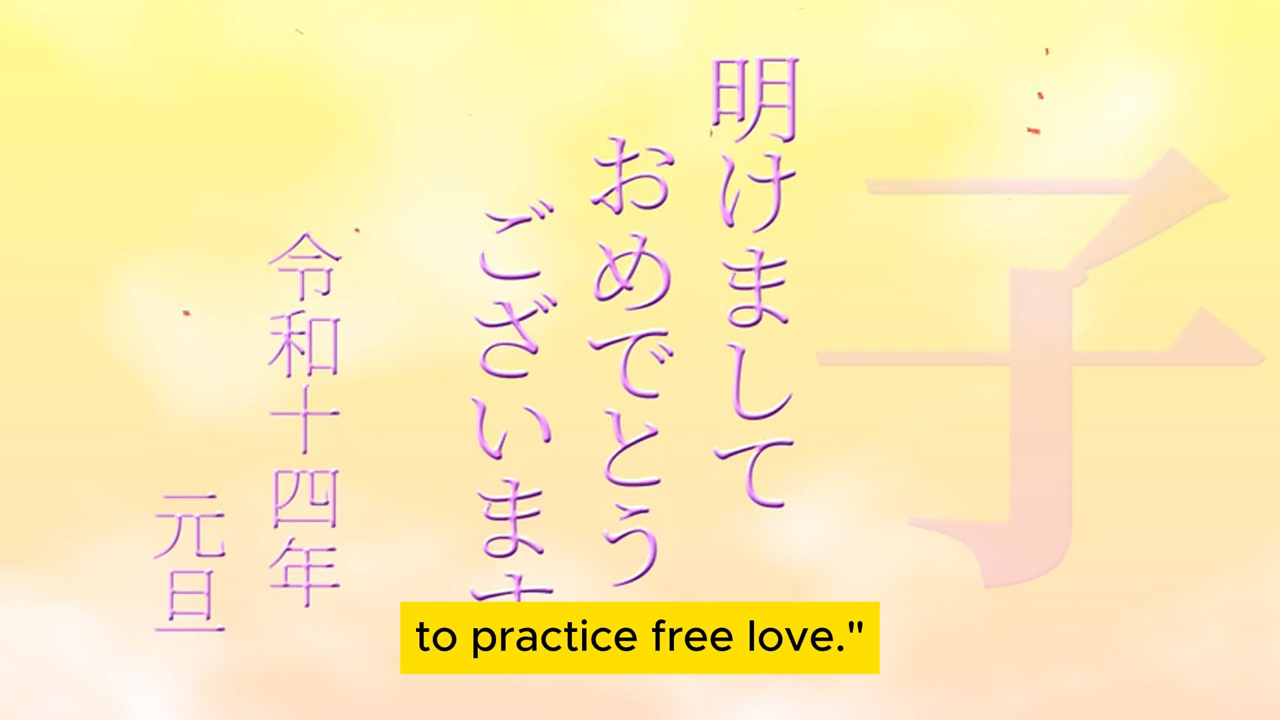 子
明けまして
おめでとう
ございます
令和十四年
元旦
to practice free love."